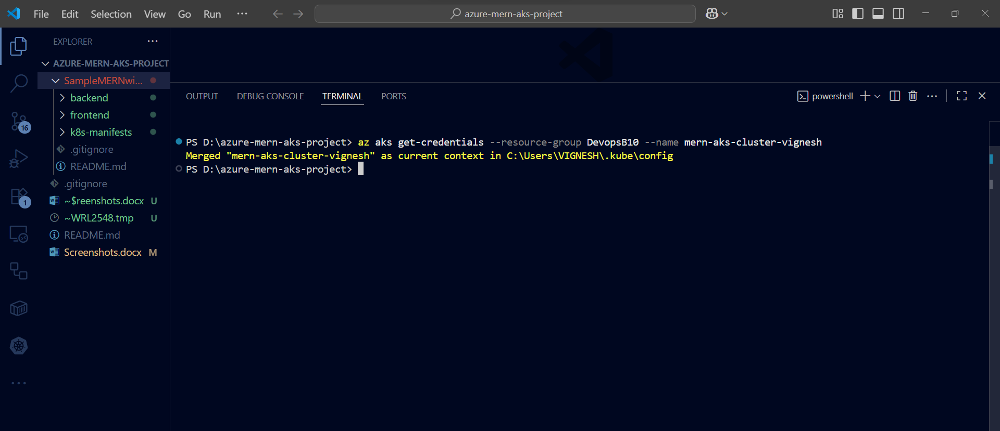 File Edit Selection View Go Run ···
azure-mern-aks-project
EXPLORER ···
AZURE-MERN-AKS-PROJECT
SampleMERNwi...
backend
frontend
k8s-manifests
.gitignore
README.md
.gitignore
~$reenshots.docx U
~WRL2548.tmp U
README.md
Screenshots.docx M
16
1
OUTPUT DEBUG CONSOLE TERMINAL PORTS
powershell
PS D:\azure-mern-aks-project> az aks get-credentials --resource-group DevopsB10 --name mern-aks-cluster-vignesh
Merged "mern-aks-cluster-vignesh" as current context in C:\Users\VIGNESH\.kube\config
PS D:\azure-mern-aks-project>